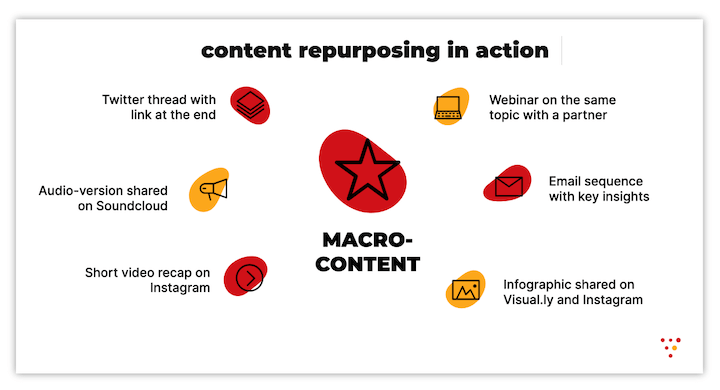 content repurposing in action
Twitter thread with
link at the end
Audio-version shared
on Soundcloud
Short video recap on
Instagram
MACRO-
CONTENT
Webinar on the same
topic with a partner
Email sequence
with key insights
Infographic shared on
Visual.ly and Instagram